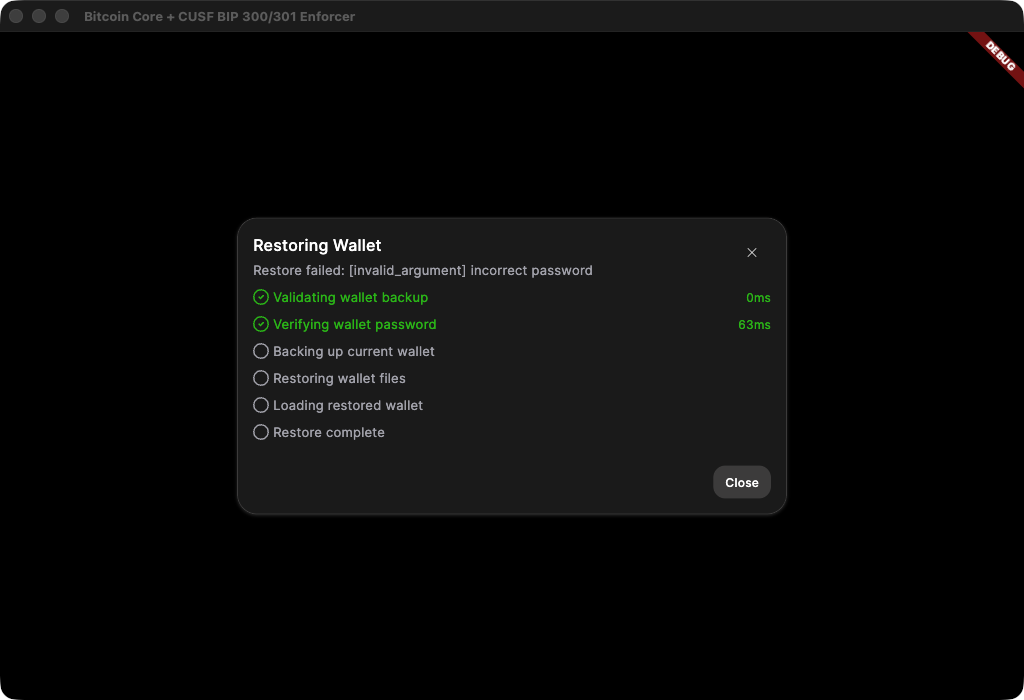 Bitcoin Core + CUSF BIP 300/301 Enforcer
DEBUG
Restoring Wallet
Restore failed: [invalid_argument] incorrect password
Validating wallet backup 0ms
Verifying wallet password 63ms
Backing up current wallet
Restoring wallet files
Loading restored wallet
Restore complete
Close